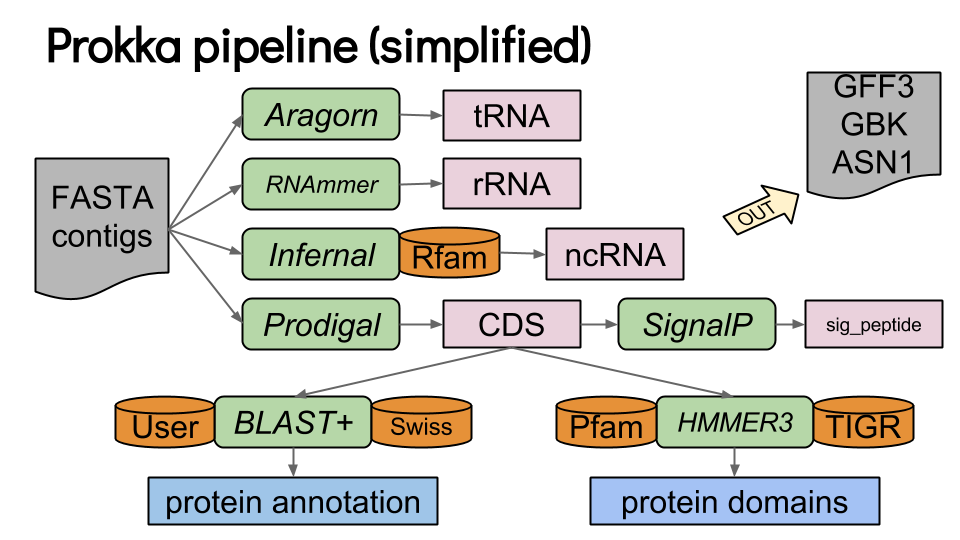 Prokka pipeline (simplified)
GFF3
GBK
ASN1
OUT
FASTA
contigs
Aragorn
tRNA
RNAmmer
rRNA
Infernal
Rfam
ncRNA
Prodigal
CDS
SignalP
sig_peptide
User
BLAST+
Swiss
Pfam
HMMER3
TIGR
protein annotation
protein domains